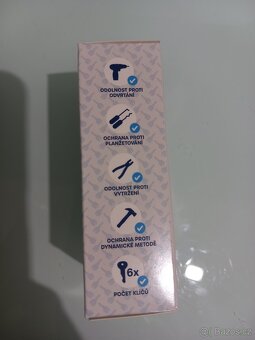 ODOLNOST PROTI
ODVRTÁNÍ
OCHRANA PROTI
PLANŽETOVÁNÍ
ODOLNOST PROTI
VYTRŽENÍ
OCHRANA PROTI
DYNAMICKÉ METODĚ
6x
POČET KLÍČŮ